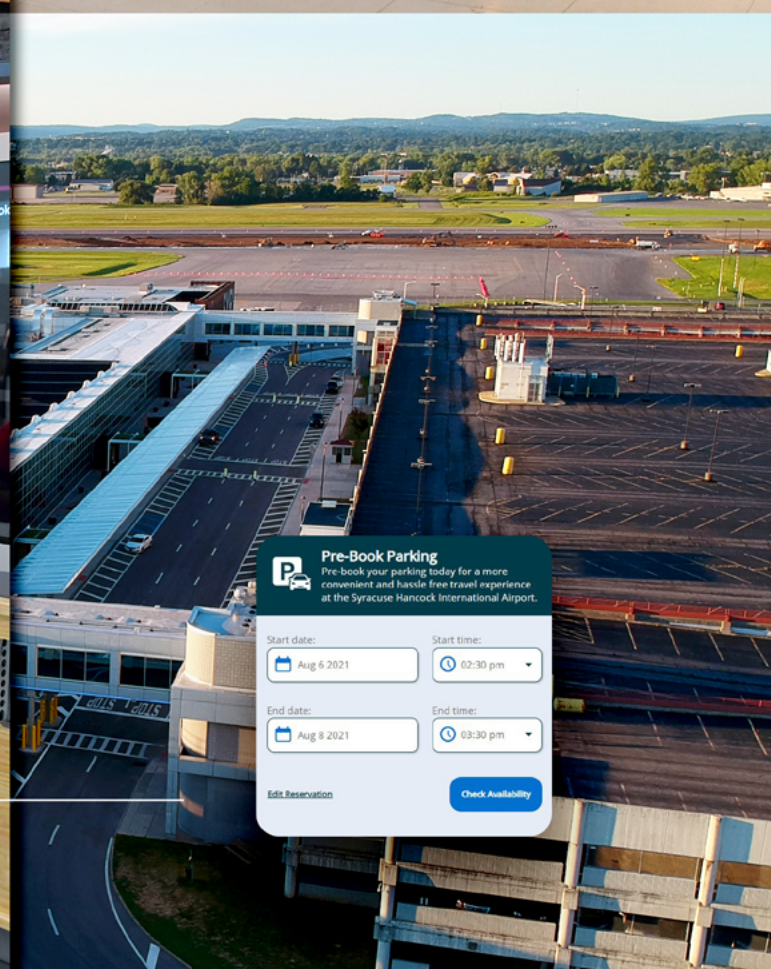 ok
Pre-Book Parking
Pre-book your parking today for a more
convenient and hassle free travel experience
at the Syracuse Hancock International Airport.
Start date:
Start time:
Aug 6 2021
02:30 pm
End date:
End time:
Aug 8 2021
03:30 pm
Edit Reservation
Check Availability
STOP
STOP